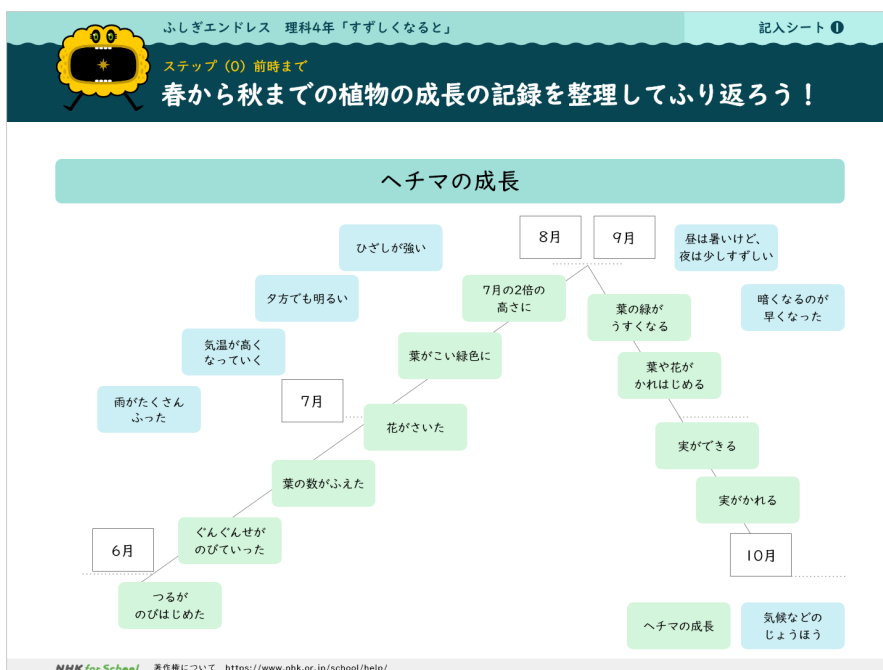 ふしぎエンドレス 理科4年「すずしくなると」
記入シート ❶
ステップ（0）前時まで
春から秋までの植物の成長の記録を整理してふり返ろう！
ヘチマの成長
8月
9月
ひざしが強い
昼は暑いけど、
夜は少しすずしい
夕方でも明るい
7月の2倍の
高さに
葉の緑が
うすくなる
暗くなるのが
早くなった
気温が高く
なっていく
葉がこい緑色に
葉や花が
かれはじめる
雨がたくさん
ふった
7月
花がさいた
実ができる
葉の数がふえた
実がかれる
6月
ぐんぐんせが
のびていった
10月
つるが
のびはじめた
ヘチマの成長
気候などの
じょうほう
NHK for School 著作権について https://www.nhk.or.jp/school/help/